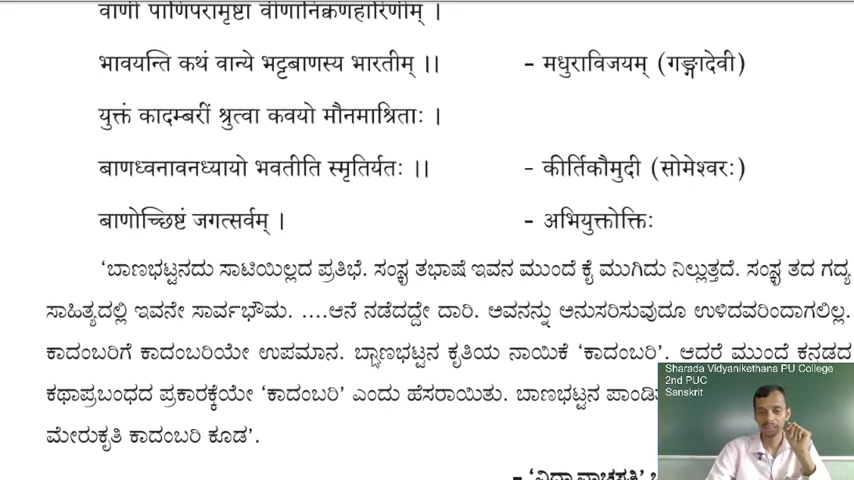 वाणी पाणिपरामृष्टा वीणानिक्वणहारिणीम् ।
भावयन्ति कथं वान्ये भट्टबाणस्य भारतीम् ।। - मधुराविजयम् (गङ्गादेवी)
युक्तं कादम्बरीं श्रुत्वा कवयो मौनमाश्रिताः ।
बाणध्वनावनध्यायो भवतीति स्मृतिर्यतः ।। - कीर्तिकौमुदी (सोमेश्वरः)
बाणोच्छिष्टं जगत्सर्वम् । - अभियुक्तोक्तिः
‘ಬಾಣಭಟ್ಟನದು ಸಾಟಿಯಿಲ್ಲದ ಪ್ರತಿಭೆ. ಸಂಸ್ಕೃತಭಾಷೆ ಇವನ ಮುಂದೆ ಕೈ ಮುಗಿದು ನಿಲ್ಲುತ್ತದೆ. ಸಂಸ್ಕೃತದ ಗದ್ಯ
ಸಾಹಿತ್ಯದಲ್ಲಿ ಇವನೇ ಸಾರ್ವಭೌಮ. ....ಆನೆ ನಡೆದದ್ದೇ ದಾರಿ. ಅವನನ್ನು ಅನುಸರಿಸುವುದೂ ಉಳಿದವರಿಂದಾಗಲಿಲ್ಲ.
ಕಾದಂಬರಿಗೆ ಕಾದಂಬರಿಯೇ ಉಪಮಾನ. ಬಾಣಭಟ್ಟನ ಕೃತಿಯ ನಾಯಿಕೆ ‘ಕಾದಂಬರಿ’. ಆದರೆ ಮುಂದೆ ಕನ್ನಡದ
ಕಥಾಪ್ರಬಂಧದ ಪ್ರಕಾರಕ್ಕೆಯೇ ‘ಕಾದಂಬರಿ’ ಎಂದು ಹೆಸರಾಯಿತು. ಬಾಣಭಟ್ಟನ
ಮೇರುಕೃತಿ ಕಾದಂಬರಿ ಕೂಡ’.
Sharada Vidyanikethana PU College
2nd PUC
Sanskrit